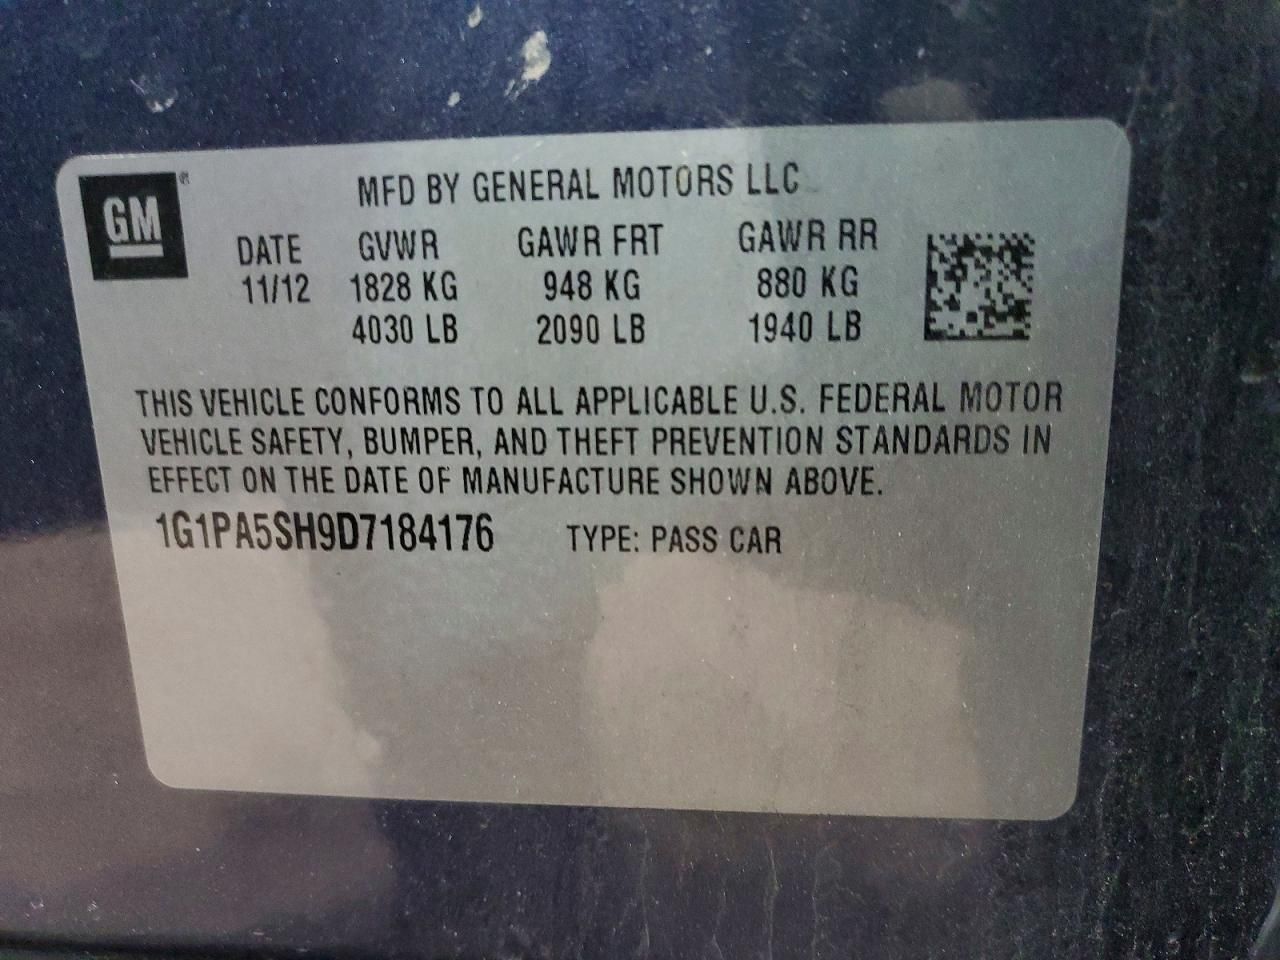 GM ®
MFD BY GENERAL MOTORS LLC
DATE GVWR GAWR FRT GAWR RR
11/12 1828 KG 948 KG 880 KG
4030 LB 2090 LB 1940 LB
THIS VEHICLE CONFORMS TO ALL APPLICABLE U.S. FEDERAL MOTOR
VEHICLE SAFETY, BUMPER, AND THEFT PREVENTION STANDARDS IN
EFFECT ON THE DATE OF MANUFACTURE SHOWN ABOVE.
1G1PA5SH9D7184176 TYPE: PASS CAR